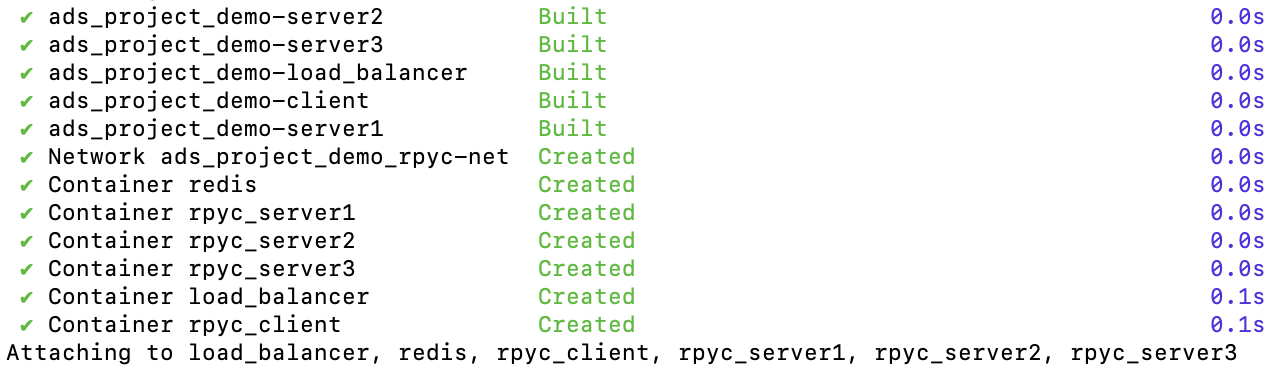 ✔ ads_project_demo-server2 Built 0.0s
✔ ads_project_demo-server3 Built 0.0s
✔ ads_project_demo-load_balancer Built 0.0s
✔ ads_project_demo-client Built 0.0s
✔ ads_project_demo-server1 Built 0.0s
✔ Network ads_project_demo_rpyc-net Created 0.0s
✔ Container redis Created 0.0s
✔ Container rpyc_server1 Created 0.0s
✔ Container rpyc_server2 Created 0.0s
✔ Container rpyc_server3 Created 0.0s
✔ Container load_balancer Created 0.1s
✔ Container rpyc_client Created 0.1s
Attaching to load_balancer, redis, rpyc_client, rpyc_server1, rpyc_server2, rpyc_server3